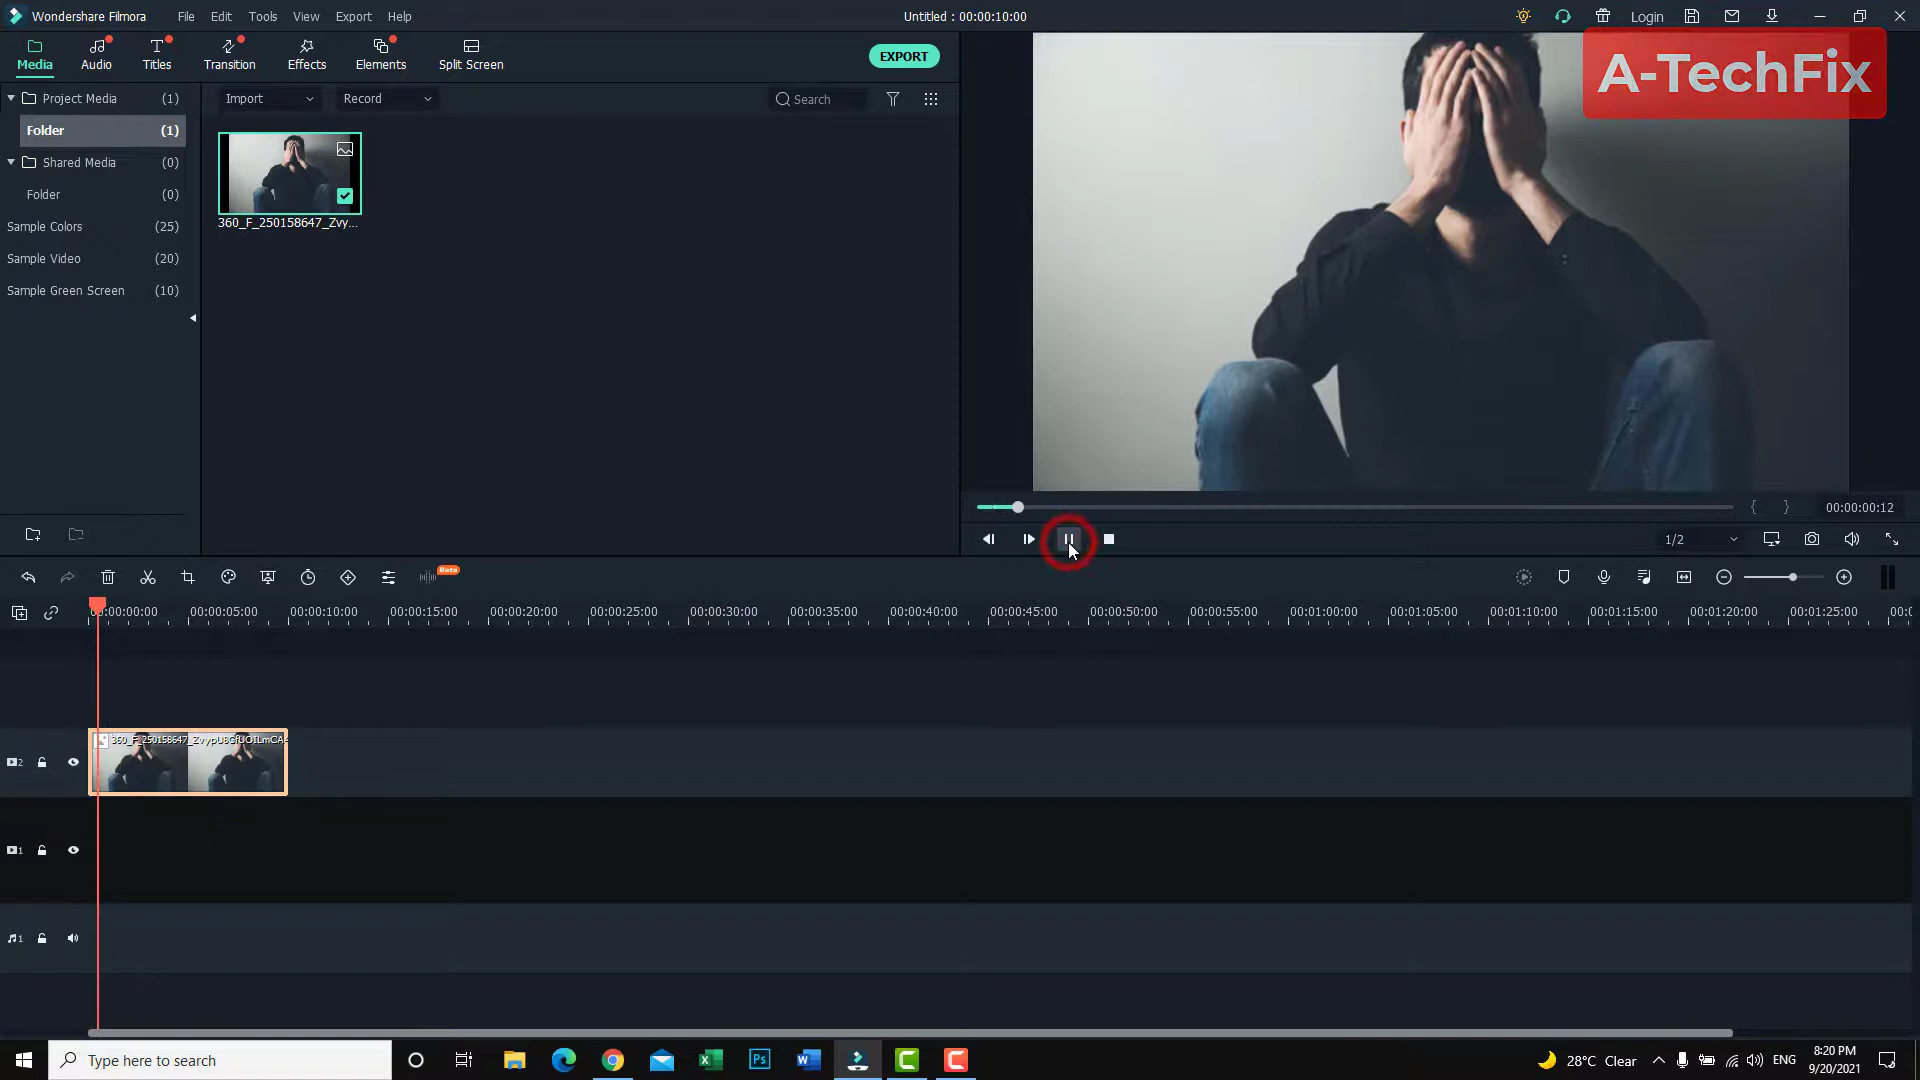 Wondershare Filmora File Edit Tools View Export Help Untitled : 00:00:10:00 Login
Media Audio Titles Transition Effects Elements Split Screen EXPORT
A-TechFix
Project Media (1) Import Record Search
Folder (1)
Shared Media (0)
Folder (0)
360_F_250158647_Zvy...
Sample Colors (25)
Sample Video (20)
Sample Green Screen (10)
00:00:00:12
1/2
Beta
00:00:00:00 00:00:05:00 00:00:10:00 00:00:15:00 00:00:20:00 00:00:25:00 00:00:30:00 00:00:35:00 00:00:40:00 00:00:45:00 00:00:50:00 00:00:55:00 00:01:00:00 00:01:05:00 00:01:10:00 00:01:15:00 00:01:20:00 00:01:25:00
2
1
1
Type here to search
28°C Clear ENG 8:20 PM
9/20/2021